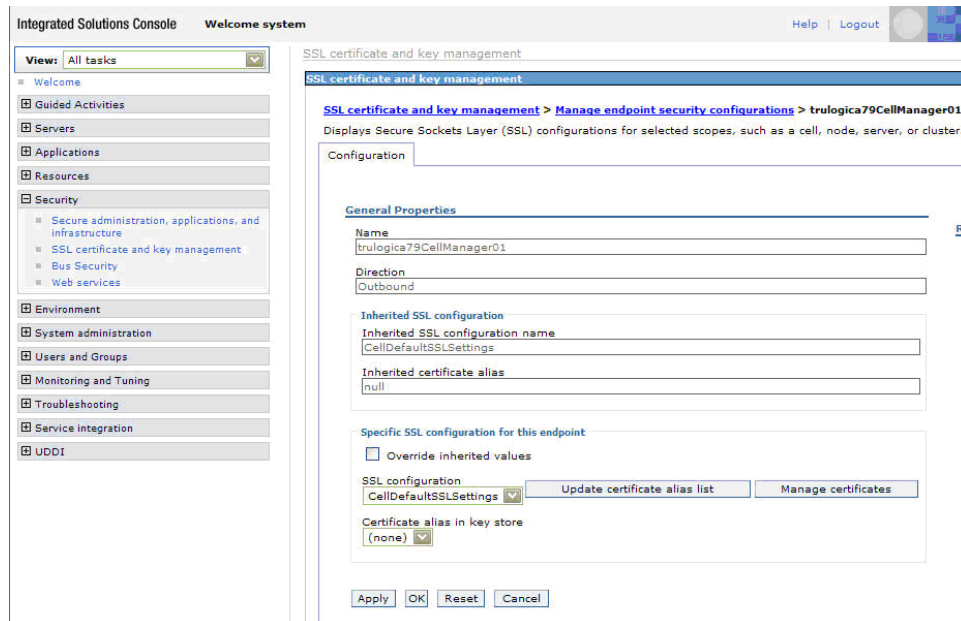 Integrated Solutions Console Welcome system Help | Logout
View: All tasks
Welcome
Guided Activities
Servers
Applications
Resources
Security
Secure administration, applications, and
infrastructure
SSL certificate and key management
Bus Security
Web services
Environment
System administration
Users and Groups
Monitoring and Tuning
Troubleshooting
Service integration
UDDI
SSL certificate and key management
SSL certificate and key management
SSL certificate and key management > Manage endpoint security configurations > trulogica79CellManager01
Displays Secure Sockets Layer (SSL) configurations for selected scopes, such as a cell, node, server, or cluster
Configuration
General Properties
Name
trulogica79CellManager01
Direction
Outbound
Inherited SSL configuration
Inherited SSL configuration name
CellDefaultSSLSettings
Inherited certificate alias
null
Specific SSL configuration for this endpoint
Override inherited values
SSL configuration
CellDefaultSSLSettings Update certificate alias list Manage certificates
Certificate alias in key store
(none)
Apply OK Reset Cancel